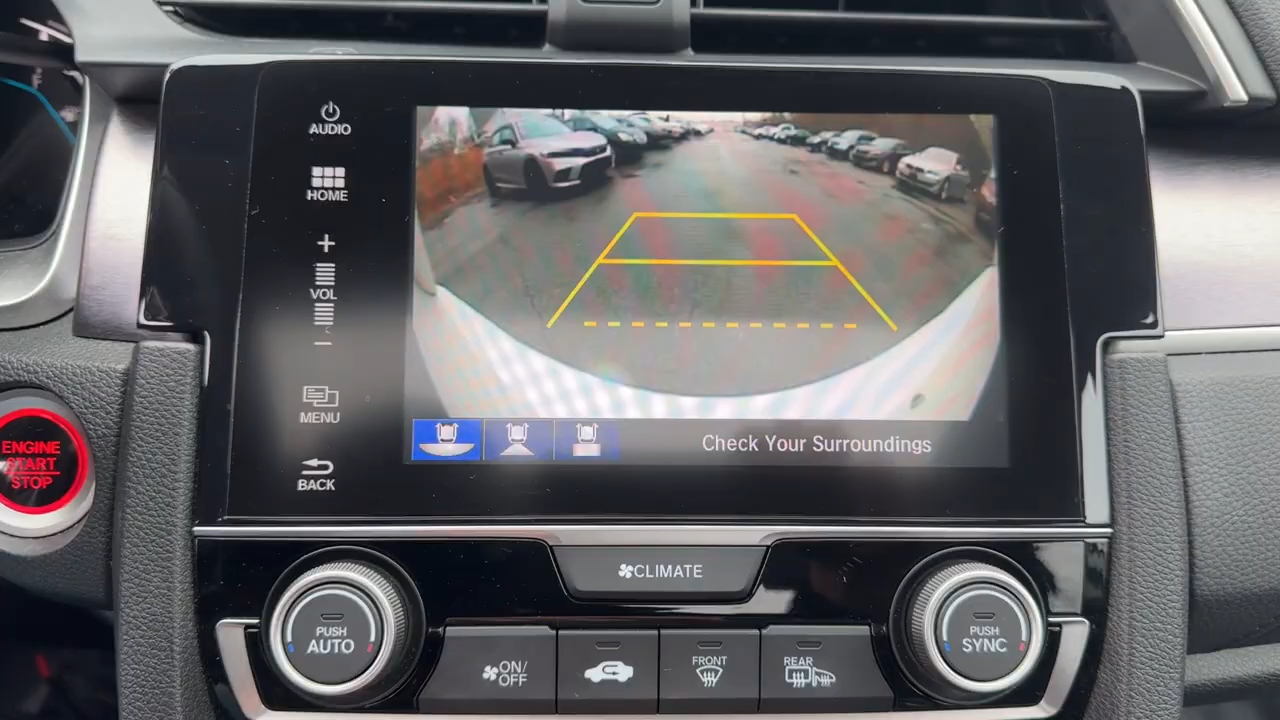 AUDIO
HOME
+
VOL
-
MENU
BACK
Check Your Surroundings
ENGINE
START
STOP
CLIMATE
PUSH
AUTO
ON/
OFF
FRONT
REAR
PUSH
SYNC